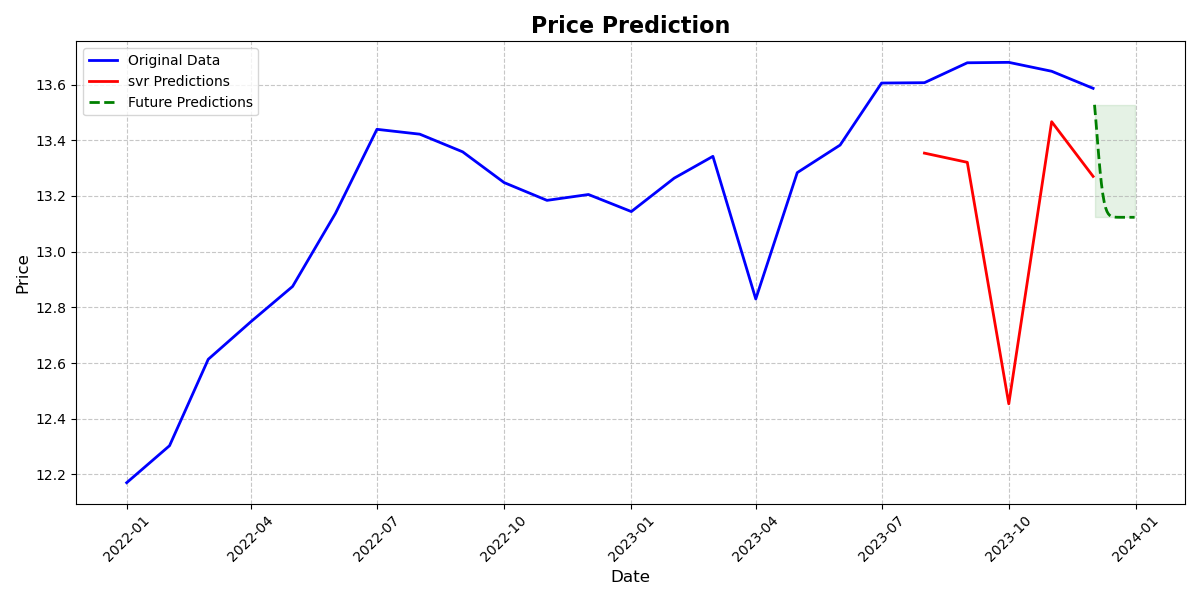 Price Prediction
Original Data
svr Predictions
Future Predictions
13.6
13.4
13.2
13.0
12.8
12.6
12.4
12.2
Price
2022-01
2022-04
2022-07
2022-10
2023-01
2023-04
2023-07
2023-10
2024-01
Date